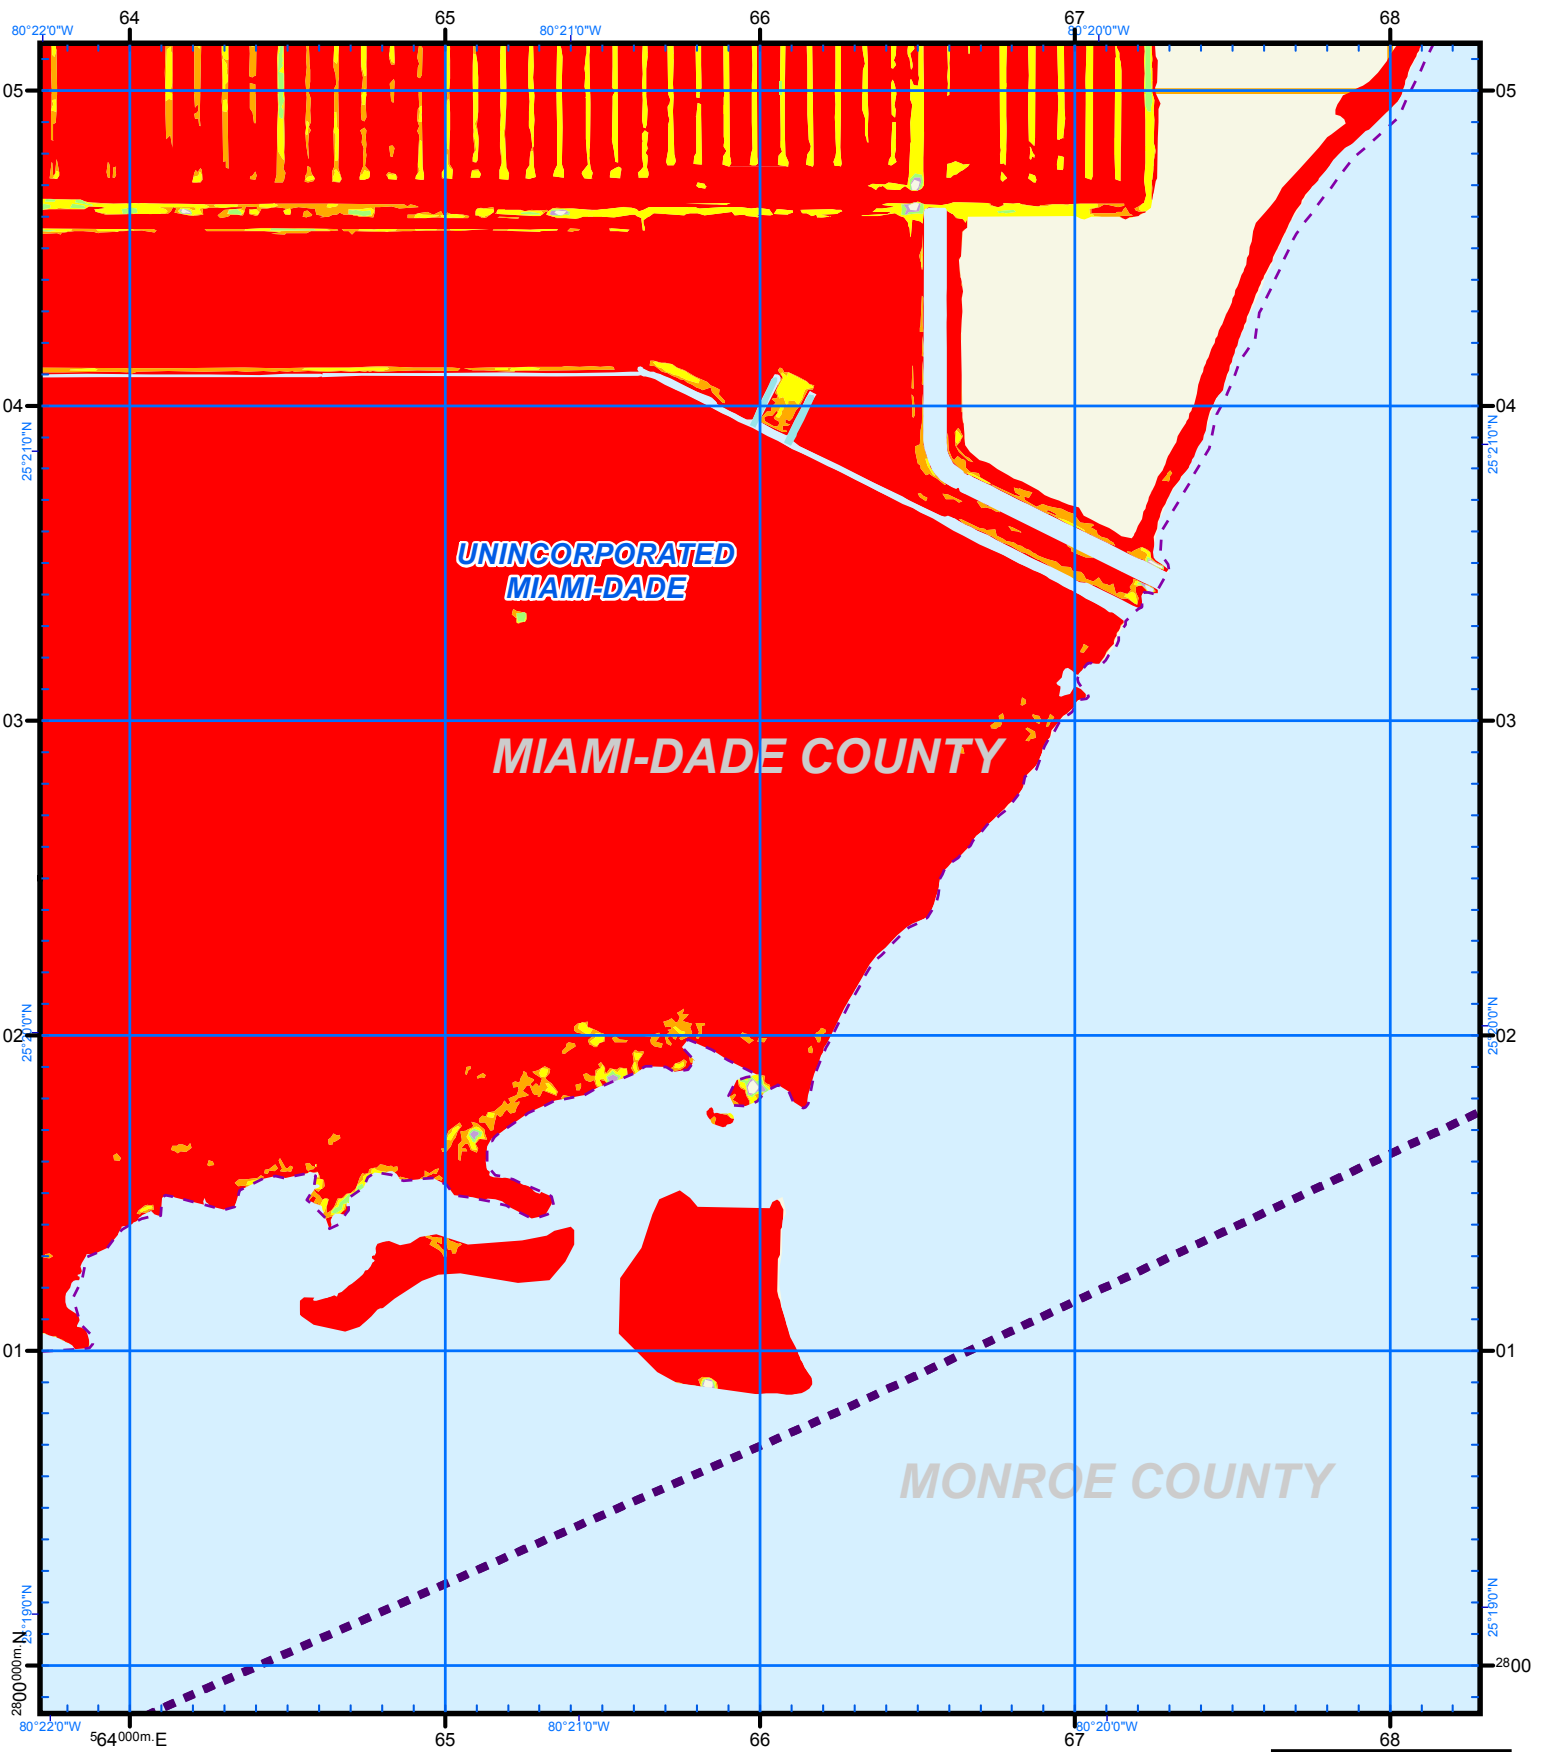 64 65 66 67 68
80°22'0"W 80°21'0"W 80°20'0"W
05 05
04 04
25°21'0"N 25°21'0"N
UNINCORPORATED
MIAMI-DADE
03 03
MIAMI-DADE COUNTY
02 02
25°20'0"N 25°20'0"N
01 01
MONROE COUNTY
25°19'0"N 25°19'0"N
2800000m.N 2800
80°22'0"W 80°21'0"W 80°20'0"W
564000m.E 65 66 67 68